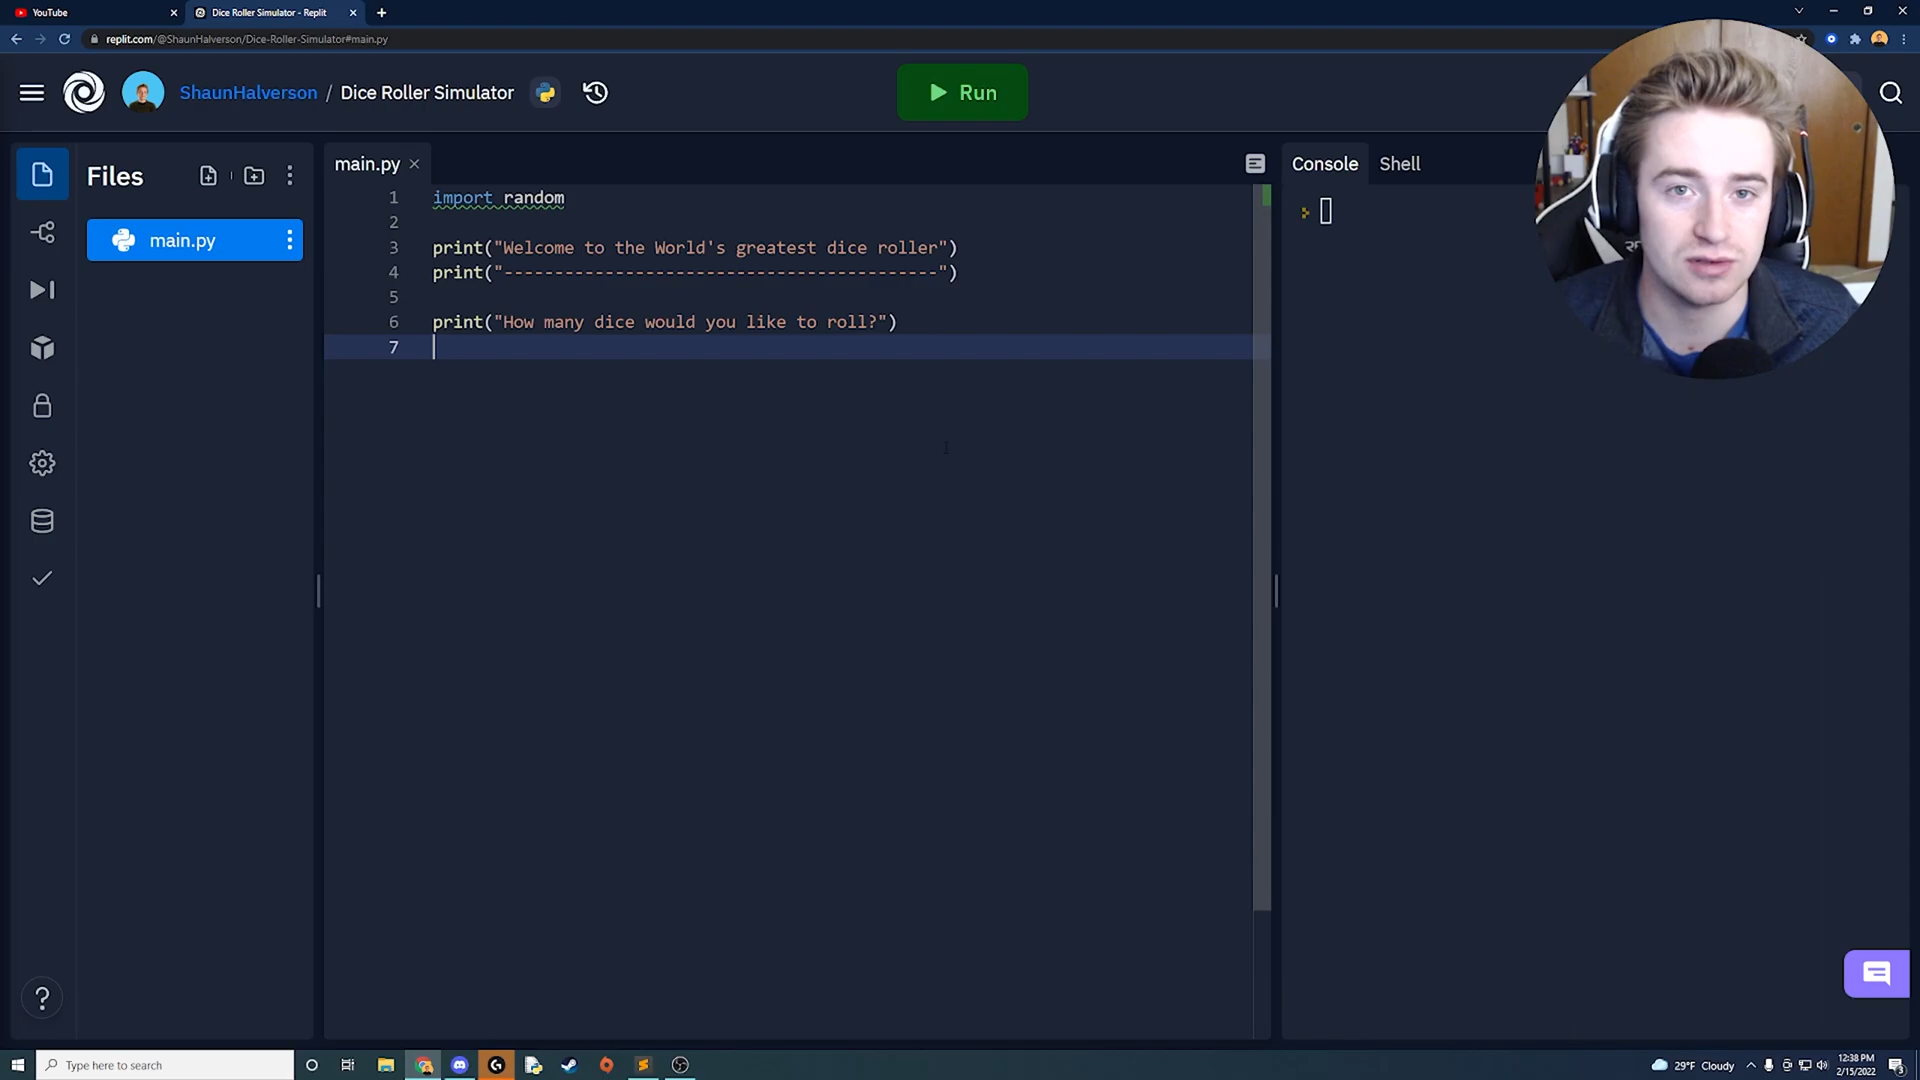 YouTube
Dice Roller Simulator - Replit
replit.com/@ShaunHalverson/Dice-Roller-Simulator#main.py
ShaunHalverson / Dice Roller Simulator
Run
Files
main.py
main.py
1 import random
2
3 print("Welcome to the World's greatest dice roller")
4 print("-------------------------------------------")
5
6 print("How many dice would you like to roll?")
7
Console Shell
Type here to search
29°F Cloudy
12:38 PM
2/15/2022
3